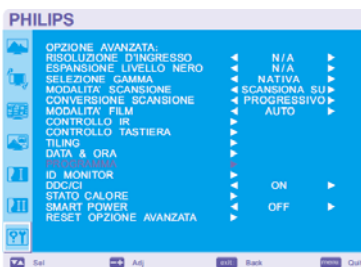 PHILIPS
OPZIONE AVANZATA:
RISOLUZIONE D'INGRESSO N/A
ESPANSIONE LIVELLO NERO N/A
SELEZIONE GAMMA NATIVA
MODALITA' SCANSIONE SCANSIONA SU
CONVERSIONE SCANSIONE PROGRESSIVO
MODALITA' FILM AUTO
CONTROLLO IR
CONTROLLO TASTIERA
TILING
DATA & ORA
PROGRAMMA
ID MONITOR
DDC/CI ON
STATO CALORE
SMART POWER OFF
RESET OPZIONE AVANZATA
Sel Adj exit Back menu Qui